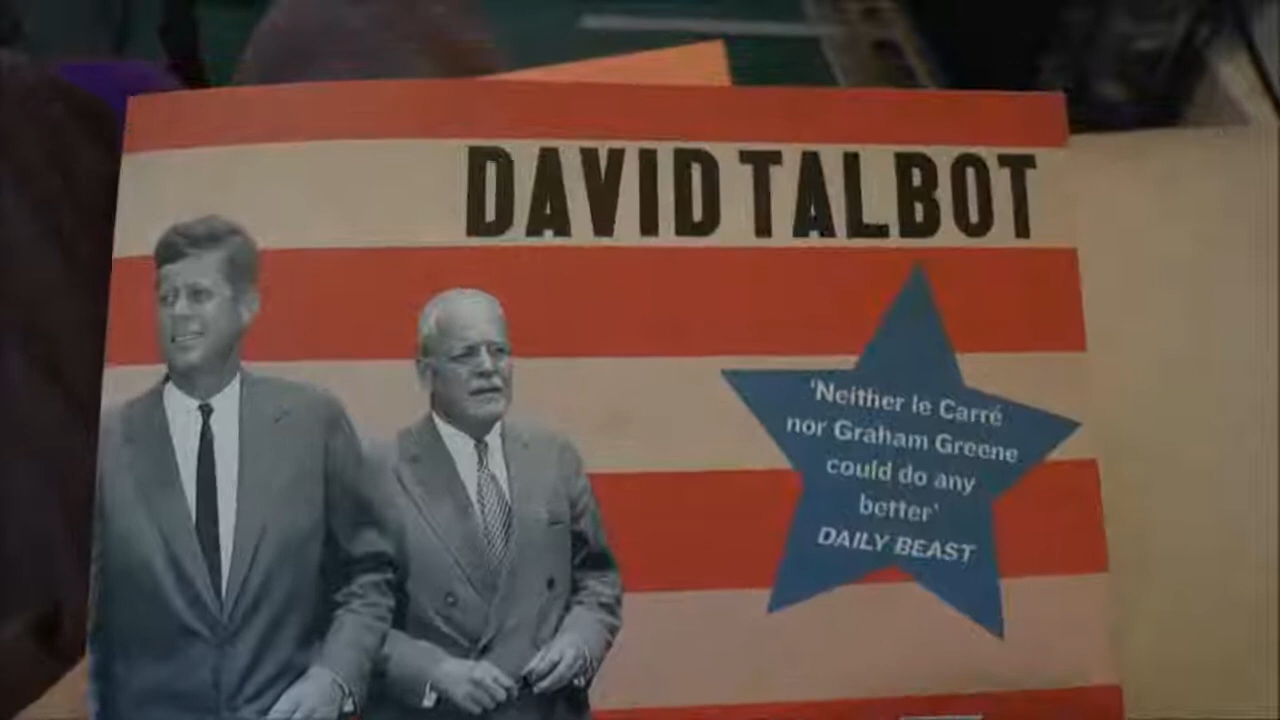 DAVID TALBOT
'Neither le Carré
nor Graham Greene
could do any
better'
DAILY BEAST